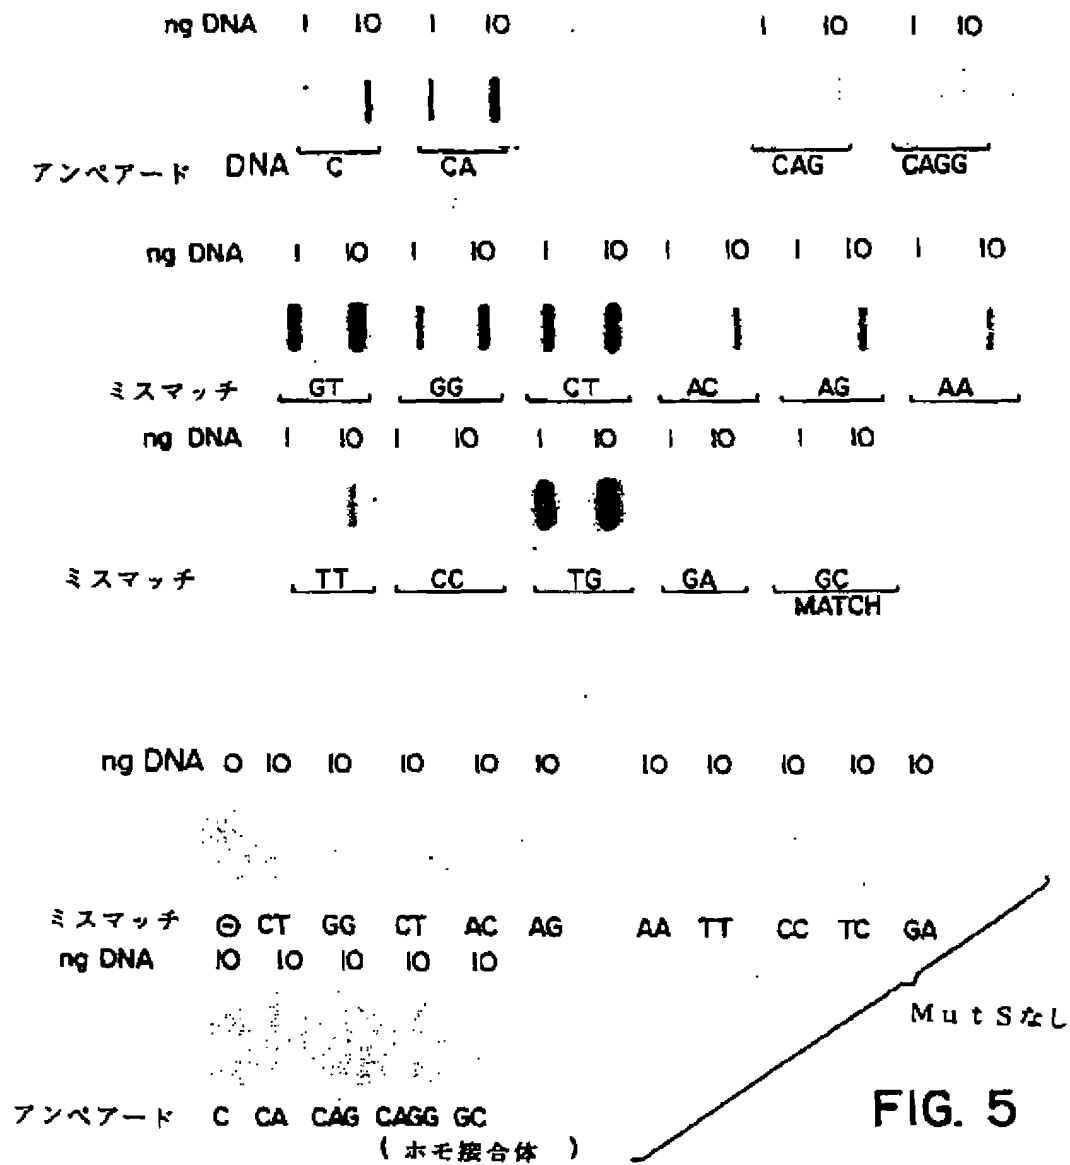 ng DNA 1 10 1 10 1 10 1 10
アンペアード DNA C CA CAG CAGG
ng DNA 1 10 1 10 1 10 1 10 1 10 1 10
ミスマッチ GT GG CT AC AG AA
ng DNA 1 10 1 10 1 10 1 10 1 10
ミスマッチ TT CC TG GA GC
MATCH
ng DNA 0 10 10 10 10 10 10 10 10 10 10
ミスマッチ ⊖ CT GG CT AC AG AA TT CC TC GA
ng DNA 10 10 10 10 10
MutSなし
アンペアード C CA CAG CAGG GC
(ホモ接合体)
FIG. 5